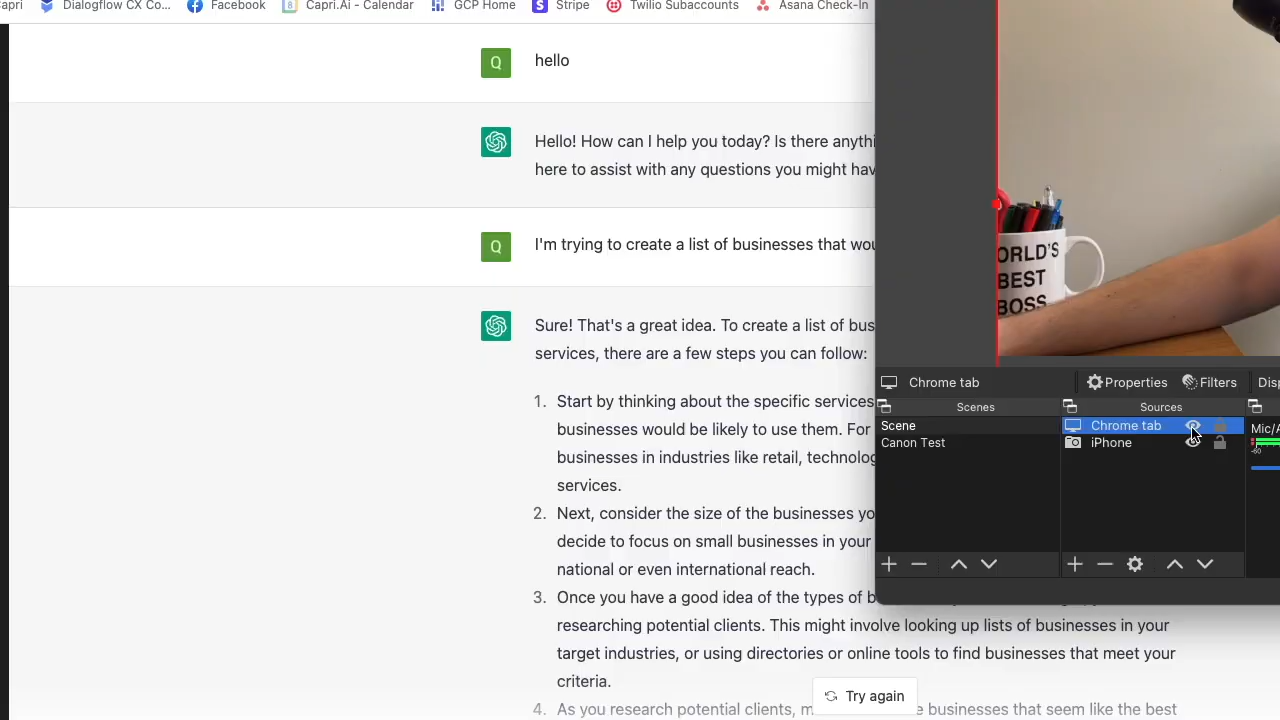 Capri
Dialogflow CX Co...
Facebook
Capri.Ai - Calendar
GCP Home
Stripe
Twilio Subaccounts
Asana Check-In
Q
hello
Hello! How can I help you today? Is there anythi
here to assist with any questions you might hav
Q
I'm trying to create a list of businesses that wou
Sure! That's a great idea. To create a list of bus
services, there are a few steps you can follow:
1. Start by thinking about the specific services
businesses would be likely to use them. For
businesses in industries like retail, technolog
services.
2. Next, consider the size of the businesses yo
decide to focus on small businesses in your
national or even international reach.
3. Once you have a good idea of the types of b
researching potential clients. This might involve looking up lists of businesses in your
target industries, or using directories or online tools to find businesses that meet your
criteria.
4. As you research potential clients, m
e businesses that seem like the best
Try again
ORLD'S
BEST
BOSS
Chrome tab
Properties
Filters
Disp
Scenes
Sources
Scene
Canon Test
Chrome tab
iPhone
Mic/A
-60